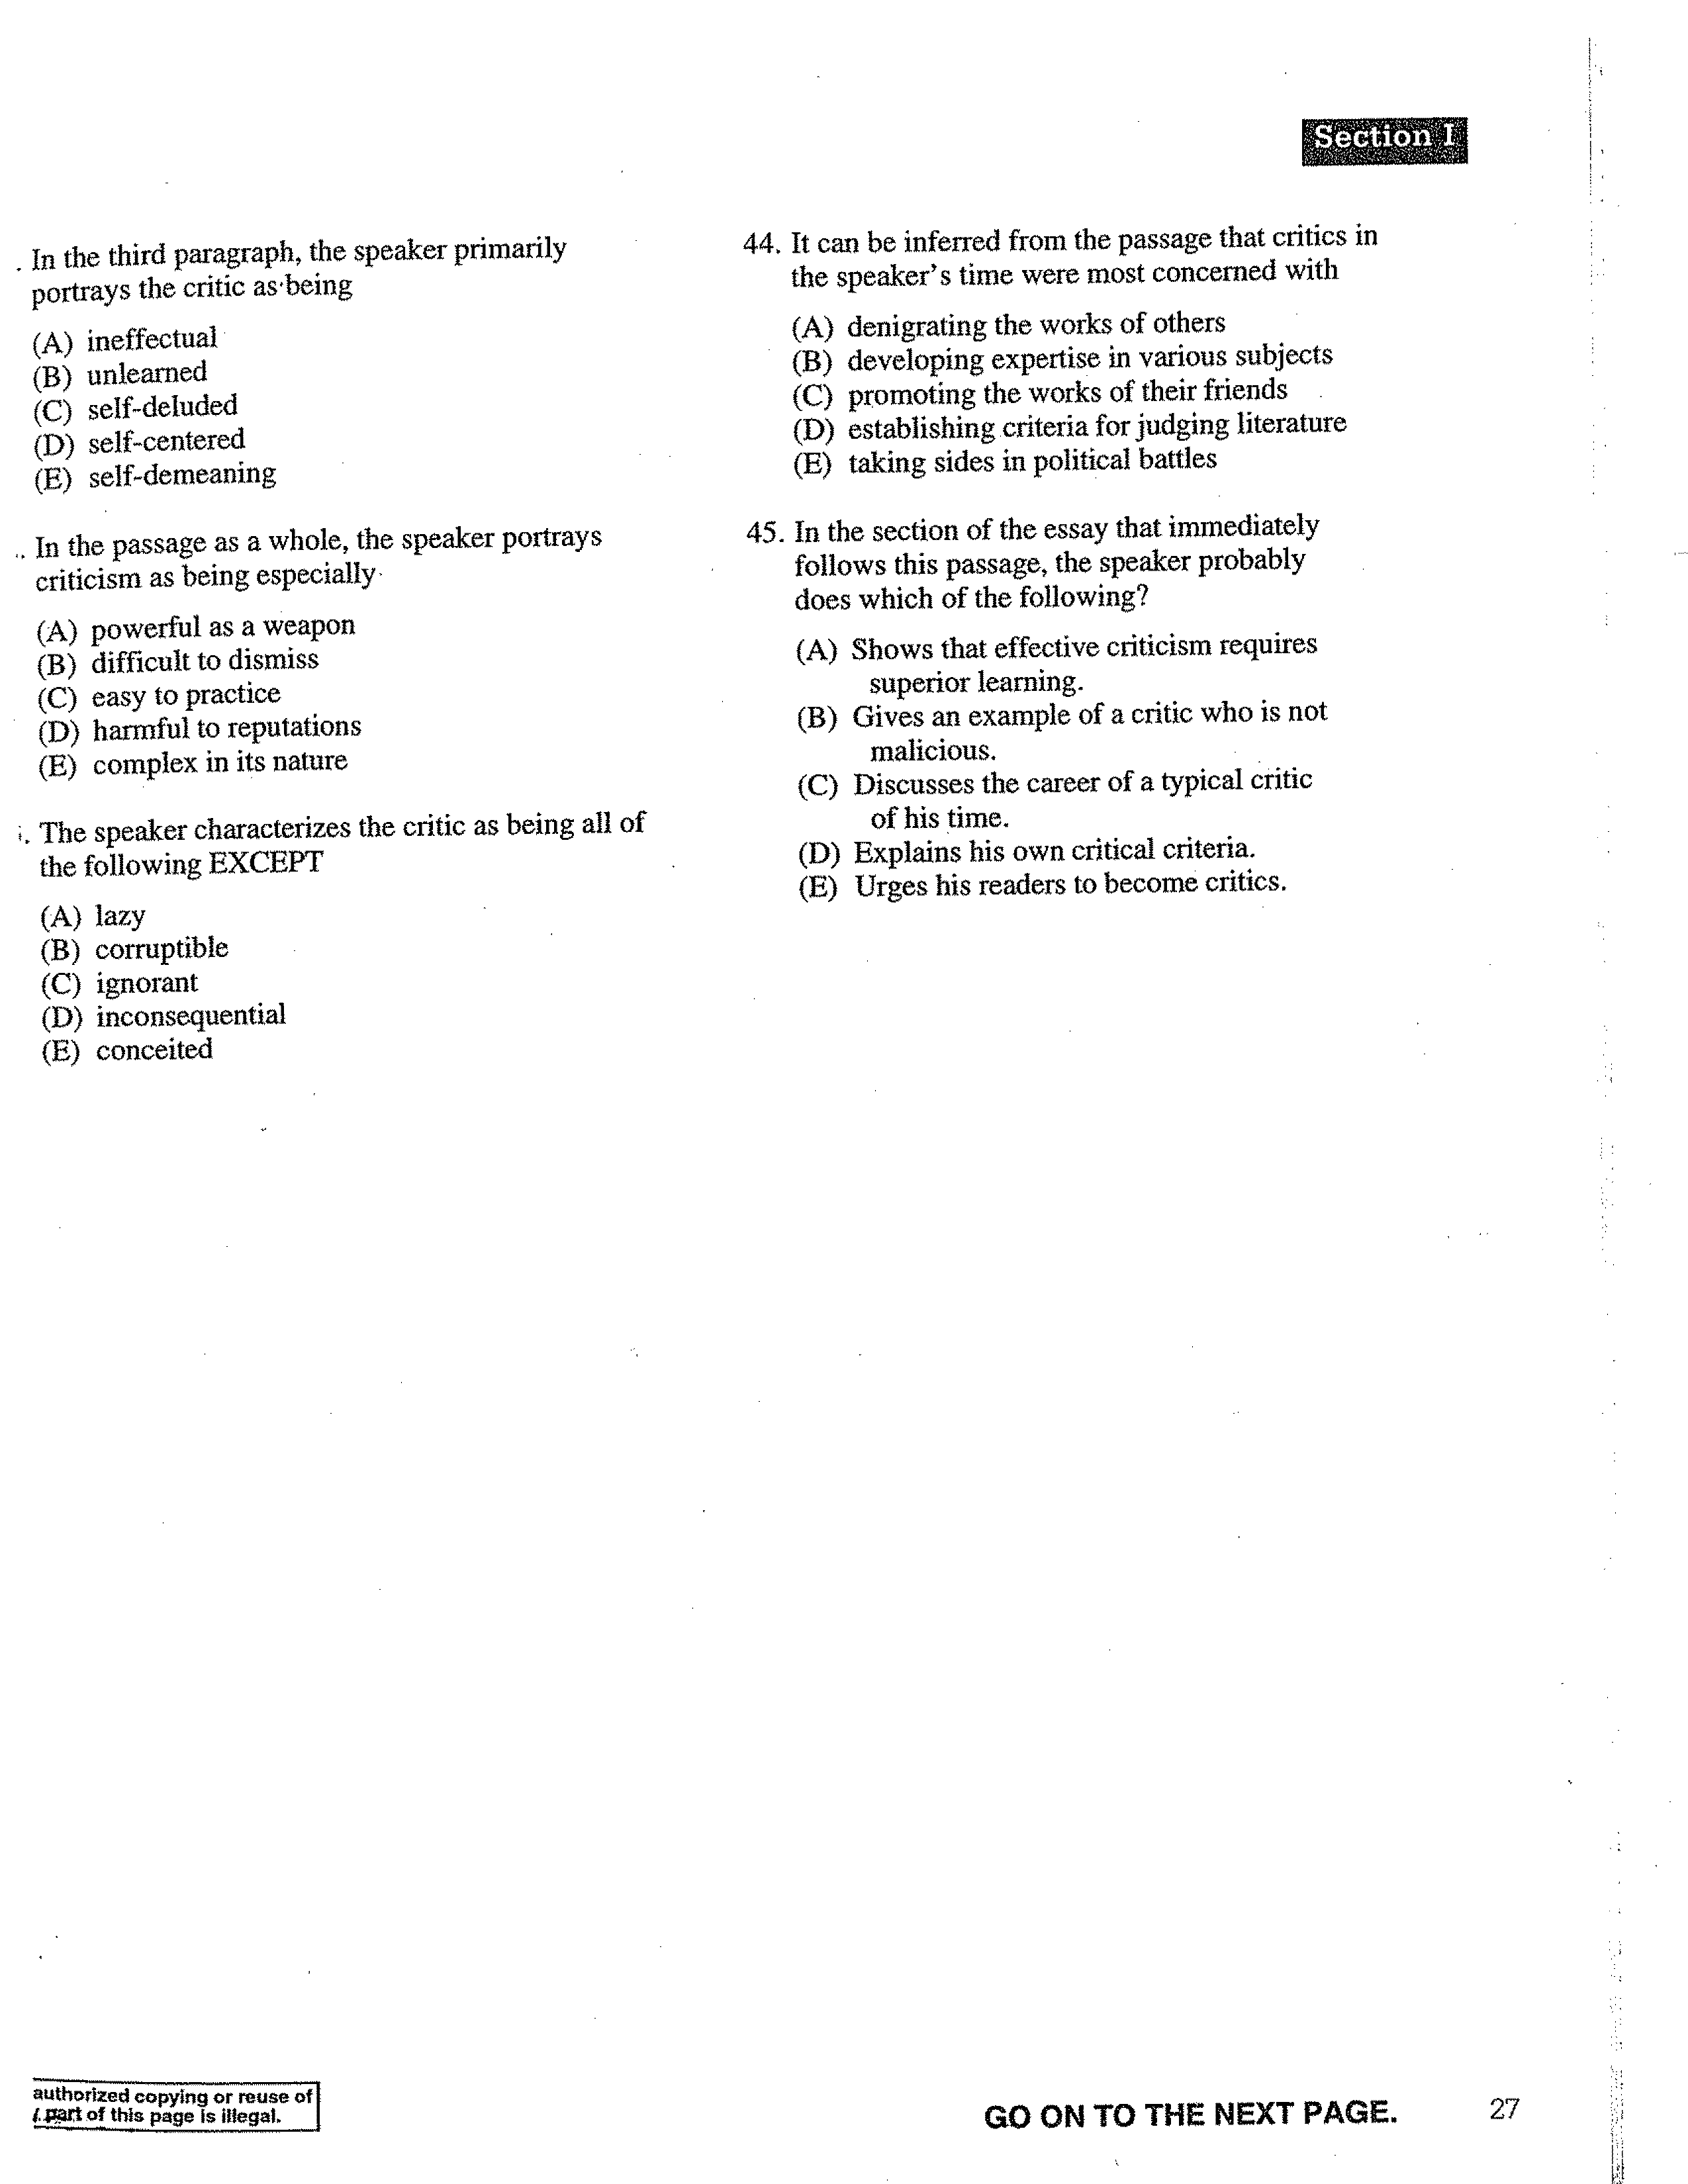 Section I
. In the third paragraph, the speaker primarily
portrays the critic as being
(A) ineffectual
(B) unlearned
(C) self-deluded
(D) self-centered
(E) self-demeaning
. In the passage as a whole, the speaker portrays
criticism as being especially
(A) powerful as a weapon
(B) difficult to dismiss
(C) easy to practice
(D) harmful to reputations
(E) complex in its nature
. The speaker characterizes the critic as being all of
the following EXCEPT
(A) lazy
(B) corruptible
(C) ignorant
(D) inconsequential
(E) conceited
44. It can be inferred from the passage that critics in
the speaker's time were most concerned with
(A) denigrating the works of others
(B) developing expertise in various subjects
(C) promoting the works of their friends
(D) establishing criteria for judging literature
(E) taking sides in political battles
45. In the section of the essay that immediately
follows this passage, the speaker probably
does which of the following?
(A) Shows that effective criticism requires
superior learning.
(B) Gives an example of a critic who is not
malicious.
(C) Discusses the career of a typical critic
of his time.
(D) Explains his own critical criteria.
(E) Urges his readers to become critics.
authorized copying or reuse of
part of this page is illegal.
GO ON TO THE NEXT PAGE.
27